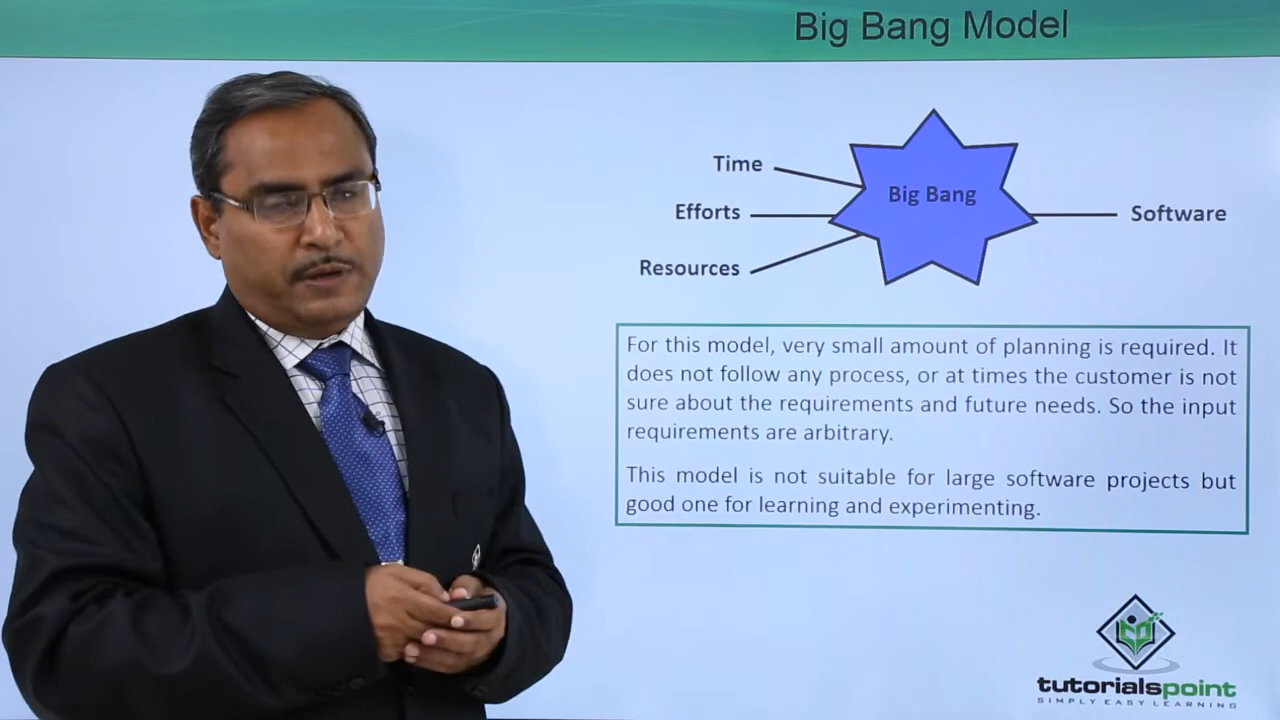 Big Bang Model
Time
Big Bang
Efforts
Software
Resources
For this model, very small amount of planning is required. It
does not follow any process, or at times the customer is not
sure about the requirements and future needs. So the input
requirements are arbitrary.
This model is not suitable for large software projects but
good one for learning and experimenting.
tutorialspoint
SIMPLY EASY LEARNING